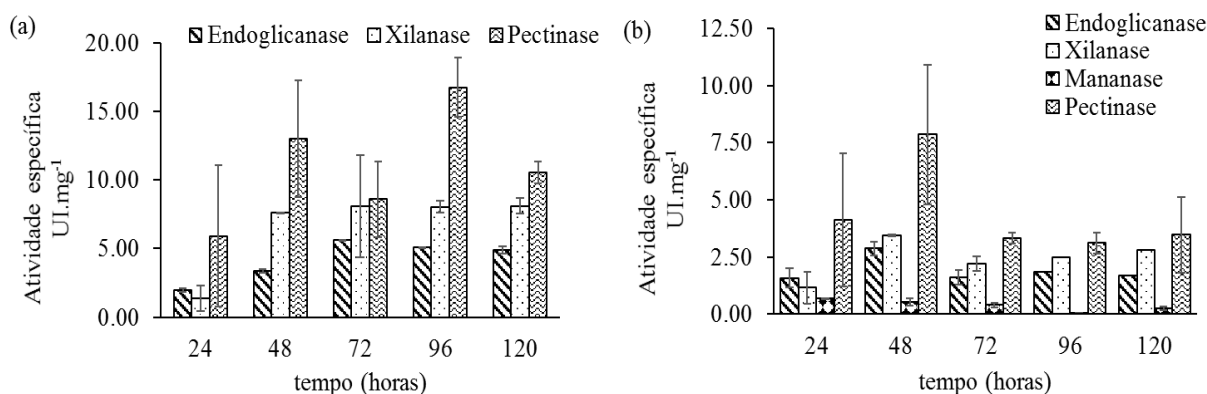 (a)
Endoglicanase Xilanase Pectinase
20.00
15.00
10.00
5.00
0.00
Atividade específica
UI.mg⁻¹
24 48 72 96 120
tempo (horas)
(b)
Endoglicanase
Xilanase
Mananase
Pectinase
12.50
10.00
7.50
5.00
2.50
0.00
Atividade específica
UI.mg⁻¹
24 48 72 96 120
tempo (horas)